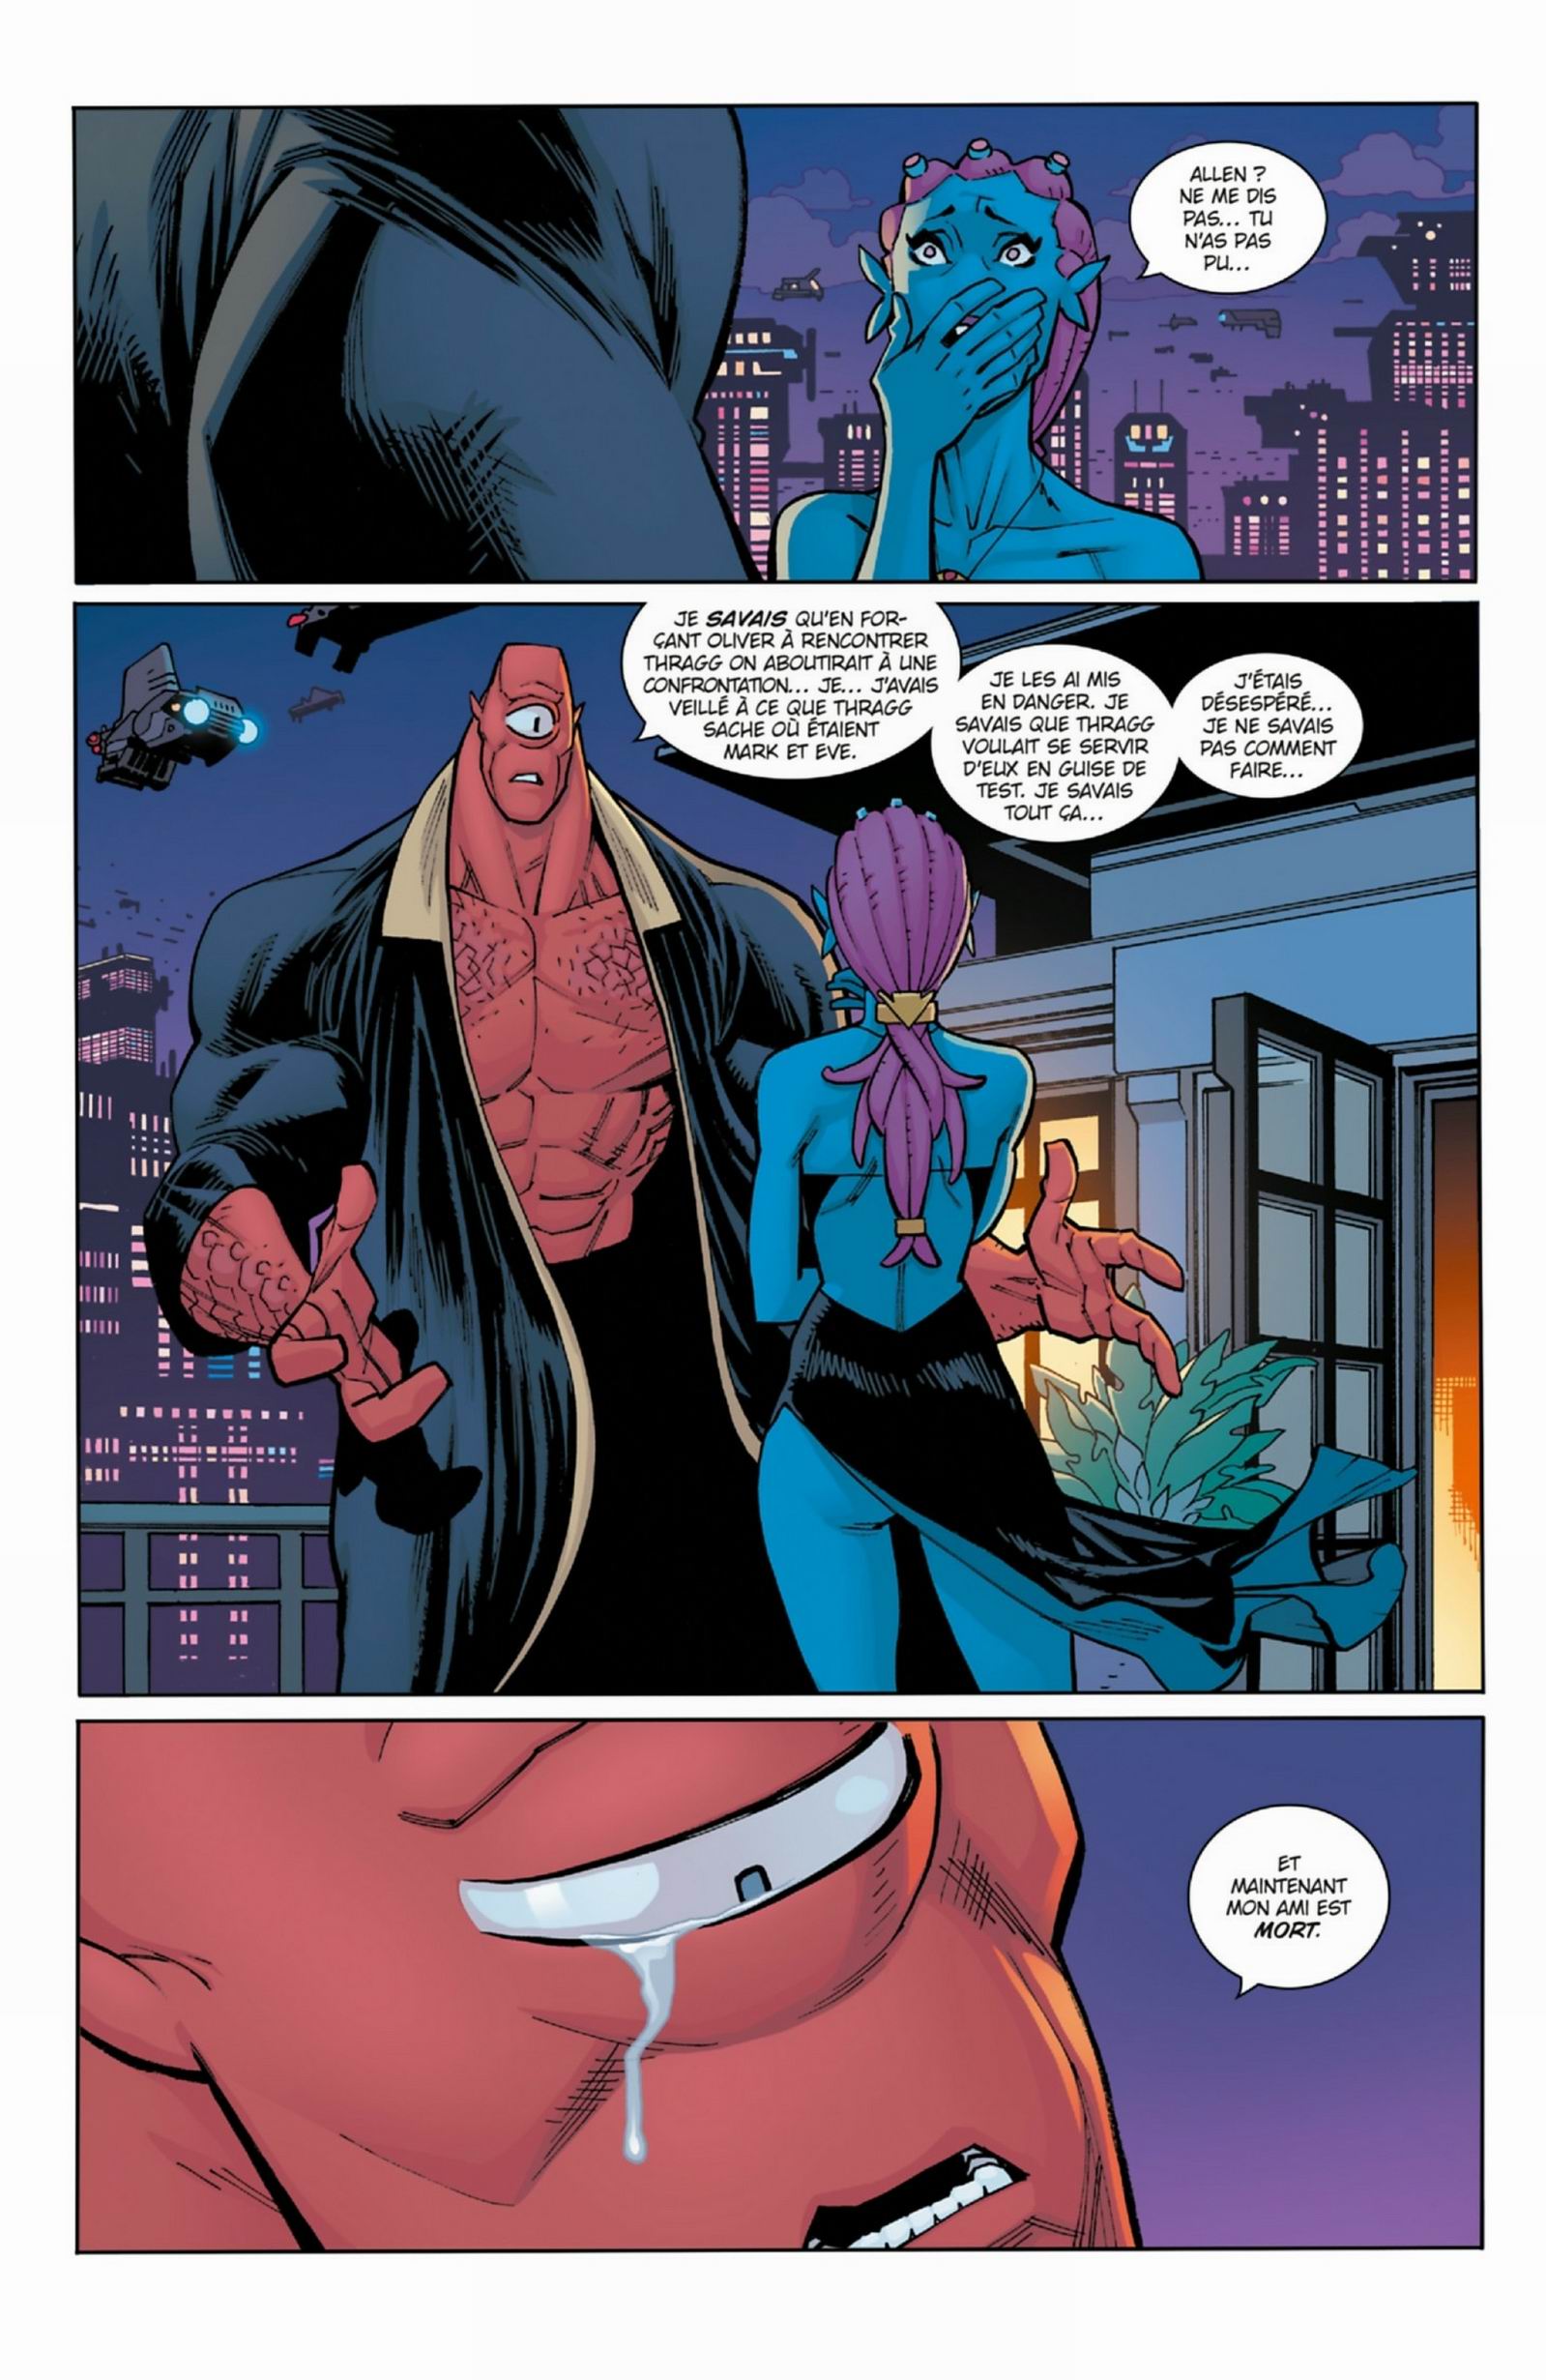 ALLEN ?
NE ME DIS
PAS... TU
N'AS PAS
PU...
JE SAVAIS QU'EN FOR-
ÇANT OLIVER À RENCONTRER
THRAGG ON ABOUTIRAIT À UNE
CONFRONTATION... JE... J'AVAIS
VEILLÉ À CE QUE THRAGG
SACHE OÙ ÉTAIENT
MARK ET EVE.
JE LES AI MIS
EN DANGER. JE
SAVAIS QUE THRAGG
VOULAIT SE SERVIR
D'EUX EN GUISE DE
TEST. JE SAVAIS
TOUT ÇA...
J'ÉTAIS
DÉSESPÉRÉ...
JE NE SAVAIS
PAS COMMENT
FAIRE...
ET
MAINTENANT
MON AMI EST
MORT.